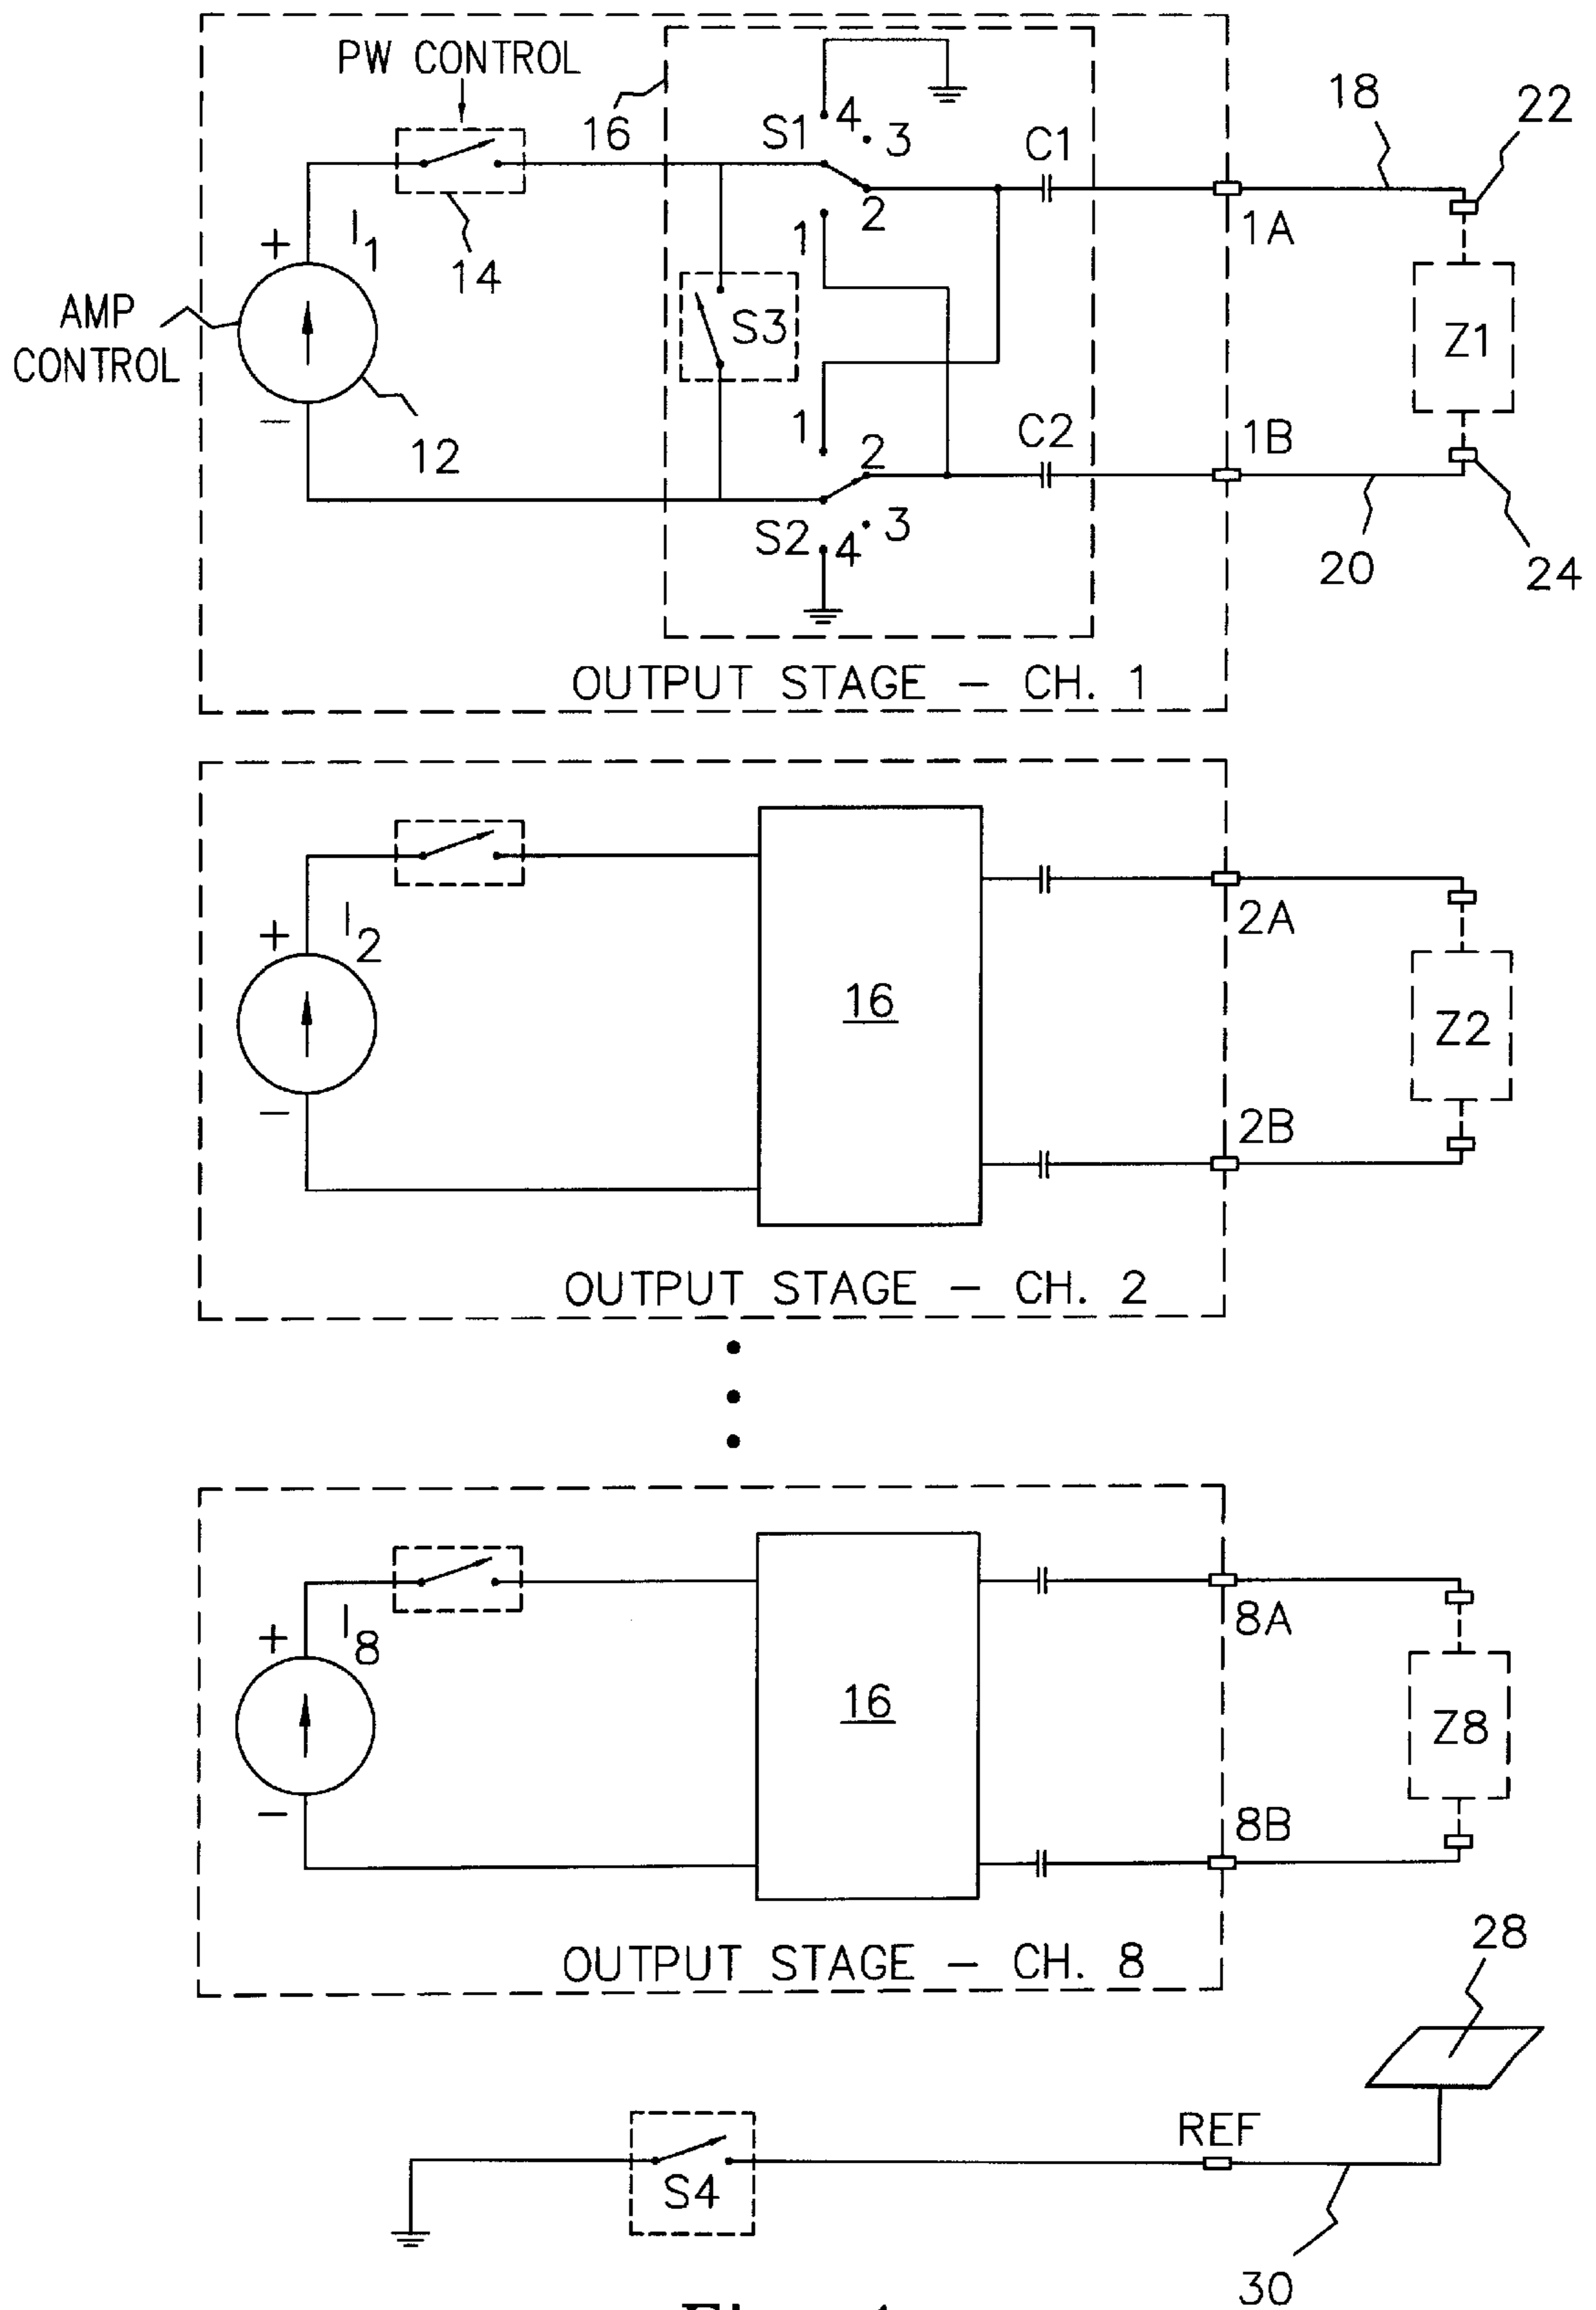 PW CONTROL
16
S1
4
3
2
1
C1
18
22
1A
I1
+
14
AMP
CONTROL
S3
Z1
−
12
1
2
C2
1B
S2
4
3
20
24
OUTPUT STAGE – CH. 1
I2
+
2A
16
Z2
−
2B
OUTPUT STAGE – CH. 2
I8
+
8A
16
Z8
−
8B
OUTPUT STAGE – CH. 8
28
REF
S4
30